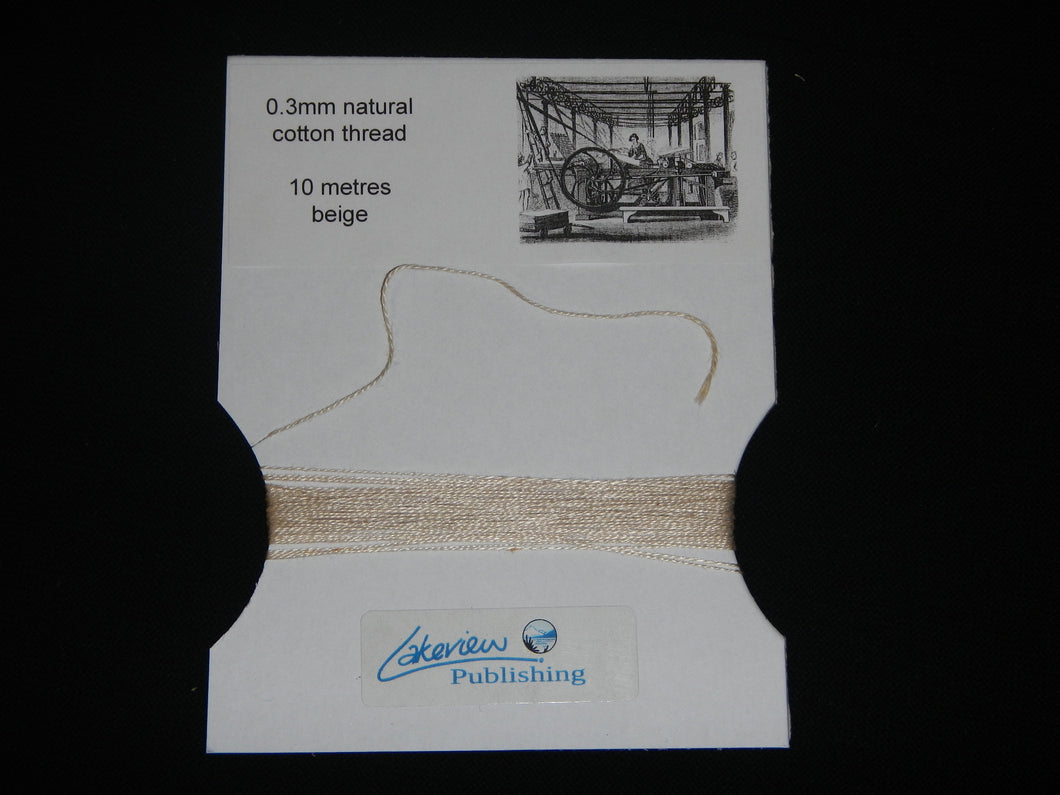 0.3mm natural
cotton thread
10 metres
beige
Lakeview
Publishing